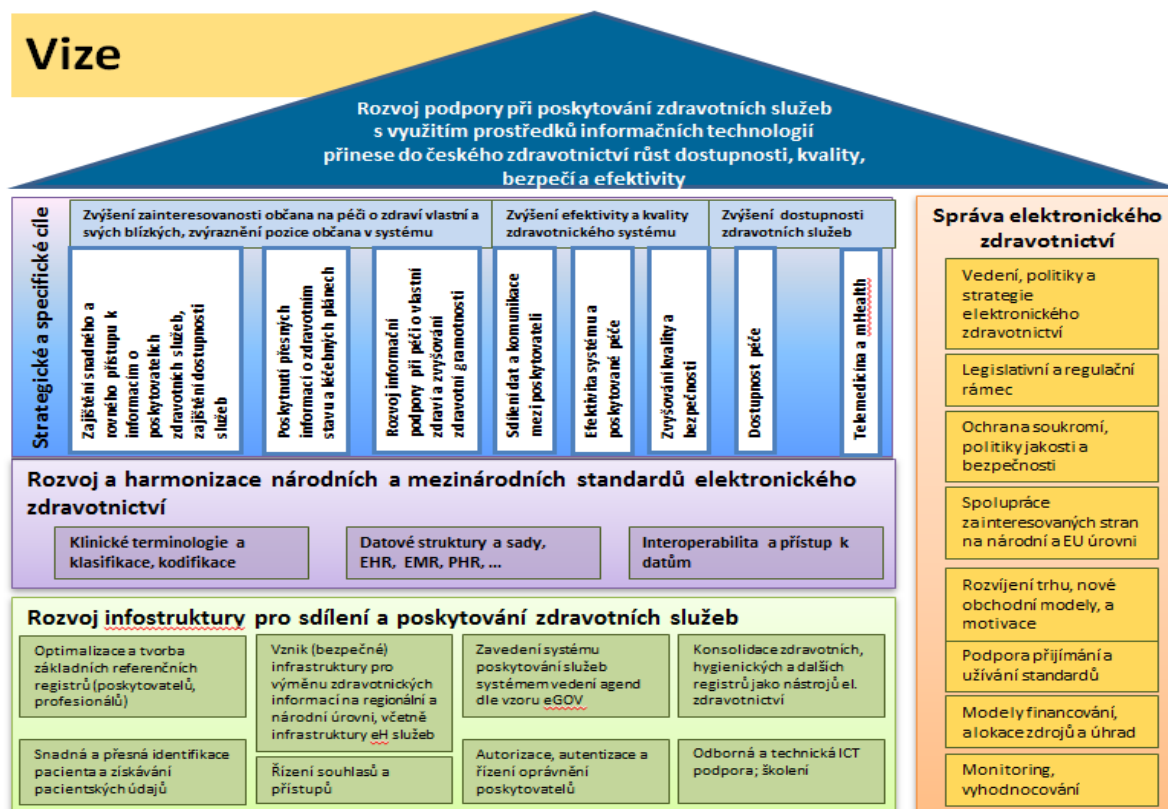 Vize
Rozvoj podpory při poskytování zdravotních služeb
s využitím prostředků informačních technologií
přinese do českého zdravotnictví růst dostupnosti, kvality,
bezpečí a efektivity
Strategické a specifické cíle
Zvýšení zainteresovanosti občana na péči o zdraví vlastní a
svých blízkých, zvýraznění pozice občana v systému
Zvýšení efektivity a kvality
zdravotnického systému
Zvýšení dostupnosti
zdravotních služeb
Zajištění snadného a
rovného přístupu k
informacím o
poskytovatelích
zdravotních služeb,
zajištění dostupnosti
služeb
Poskytnutí přesných
informací o zdravotním
stavu a léčebných plánech
Rozvoj informační
podpory při péči o vlastní
zdraví a zvyšování
zdravotní gramotnosti
Sdílení dat a komunikace
mezi poskytovateli
Efektivita systému a
poskytované péče
Zvyšování kvality a
bezpečnosti
Dostupnost péče
Telemedicína a mHealth
Rozvoj a harmonizace národních a mezinárodních standardů elektronického
zdravotnictví
Klinické terminologie a
klasifikace, kodifikace
Datové struktury a sady,
EHR, EMR, PHR, ...
Interoperabilita a přístup k
datům
Rozvoj infostruktury pro sdílení a poskytování zdravotních služeb
Optimalizace a tvorba
základních referenčních
registrů (poskytovatelů,
profesionálů)
Vznik (bezpečné)
infrastruktury pro
výměnu zdravotnických
informací na regionální a
národní úrovni, včetně
infrastruktury eH služeb
Zavedení systému
poskytování služeb
systémem vedení agend
dle vzoru eGOV
Konsolidace zdravotních,
hygienických a dalších
registrů jako nástrojů el.
zdravotnictví
Snadná a přesná identifikace
pacienta a získávání
pacientských údajů
Řízení souhlasů a
přístupů
Autorizace, autentizace a
řízení oprávnění
poskytovatelů
Odborná a technická ICT
podpora; školení
Správa elektronického
zdravotnictví
Vedení, politiky a
strategie
elektronického
zdravotnictví
Legislativní a regulační
rámec
Ochrana soukromí,
politiky jakosti a
bezpečnosti
Spolupráce
zainteresovaných stran
na národní a EU úrovni
Rozvíjení trhu, nové
obchodní modely, a
motivace
Podpora přijímání a
užívání standardů
Modely financování,
alokace zdrojů a úhrad
Monitoring,
vyhodnocování